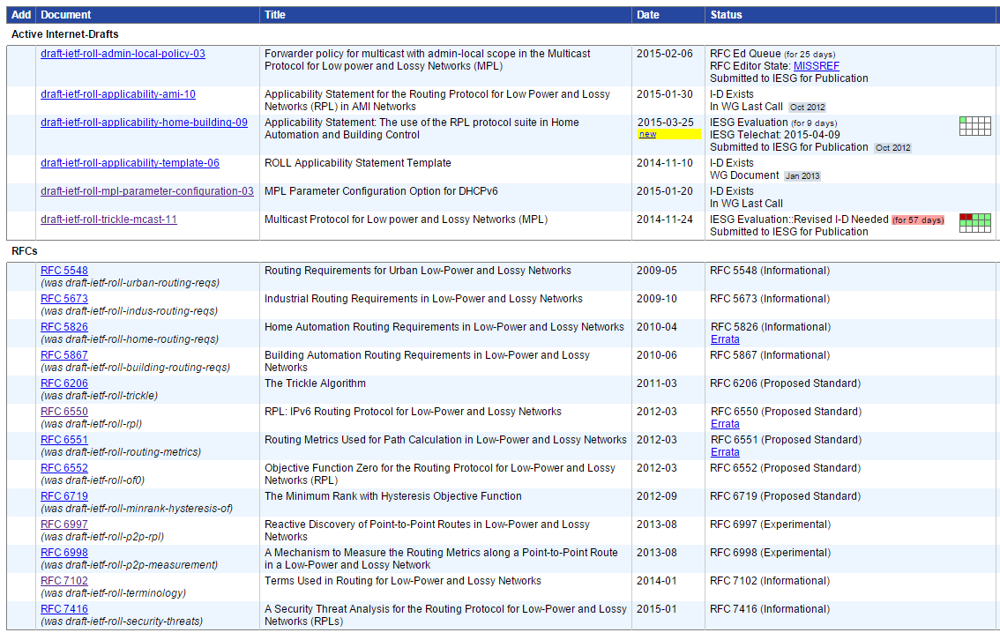 Add Document Title Date Status
Active Internet-Drafts
draft-ietf-roll-admin-local-policy-03 Forwarder policy for multicast with admin-local scope in the Multicast 2015-02-06 RFC Ed Queue (for 25 days)
Protocol for Low power and Lossy Networks (MPL) RFC Editor State: MISSREF
Submitted to IESG for Publication
draft-ietf-roll-applicability-ami-10 Applicability Statement for the Routing Protocol for Low Power and Lossy 2015-01-30 I-D Exists
Networks (RPL) in AMI Networks In WG Last Call Oct 2012
draft-ietf-roll-applicability-home-building-09 Applicability Statement: The use of the RPL protocol suite in Home 2015-03-25 IESG Evaluation (for 9 days)
Automation and Building Control new IESG Telechat: 2015-04-09
Submitted to IESG for Publication Oct 2012
draft-ietf-roll-applicability-template-06 ROLL Applicability Statement Template 2014-11-10 I-D Exists
WG Document Jan 2013
draft-ietf-roll-mpl-parameter-configuration-03 MPL Parameter Configuration Option for DHCPv6 2015-01-20 I-D Exists
In WG Last Call
draft-ietf-roll-trickle-mcast-11 Multicast Protocol for Low power and Lossy Networks (MPL) 2014-11-24 IESG Evaluation::Revised I-D Needed (for 57 days)
Submitted to IESG for Publication
RFCs
RFC 5548 Routing Requirements for Urban Low-Power and Lossy Networks 2009-05 RFC 5548 (Informational)
(was draft-ietf-roll-urban-routing-reqs)
RFC 5673 Industrial Routing Requirements in Low-Power and Lossy Networks 2009-10 RFC 5673 (Informational)
(was draft-ietf-roll-indus-routing-reqs)
RFC 5826 Home Automation Routing Requirements in Low-Power and Lossy Networks 2010-04 RFC 5826 (Informational)
(was draft-ietf-roll-home-routing-reqs) Errata
RFC 5867 Building Automation Routing Requirements in Low-Power and Lossy 2010-06 RFC 5867 (Informational)
(was draft-ietf-roll-building-routing-reqs) Networks
RFC 6206 The Trickle Algorithm 2011-03 RFC 6206 (Proposed Standard)
(was draft-ietf-roll-trickle)
RFC 6550 RPL: IPv6 Routing Protocol for Low-Power and Lossy Networks 2012-03 RFC 6550 (Proposed Standard)
(was draft-ietf-roll-rpl) Errata
RFC 6551 Routing Metrics Used for Path Calculation in Low-Power and Lossy Networks 2012-03 RFC 6551 (Proposed Standard)
(was draft-ietf-roll-routing-metrics) Errata
RFC 6552 Objective Function Zero for the Routing Protocol for Low-Power and Lossy 2012-03 RFC 6552 (Proposed Standard)
(was draft-ietf-roll-of0) Networks (RPL)
RFC 6719 The Minimum Rank with Hysteresis Objective Function 2012-09 RFC 6719 (Proposed Standard)
(was draft-ietf-roll-minrank-hysteresis-of)
RFC 6997 Reactive Discovery of Point-to-Point Routes in Low-Power and Lossy 2013-08 RFC 6997 (Experimental)
(was draft-ietf-roll-p2p-rpl) Networks
RFC 6998 A Mechanism to Measure the Routing Metrics along a Point-to-Point Route 2013-08 RFC 6998 (Experimental)
(was draft-ietf-roll-p2p-measurement) in a Low-Power and Lossy Network
RFC 7102 Terms Used in Routing for Low-Power and Lossy Networks 2014-01 RFC 7102 (Informational)
(was draft-ietf-roll-terminology)
RFC 7416 A Security Threat Analysis for the Routing Protocol for Low-Power and Lossy 2015-01 RFC 7416 (Informational)
(was draft-ietf-roll-security-threats) Networks (RPLs)